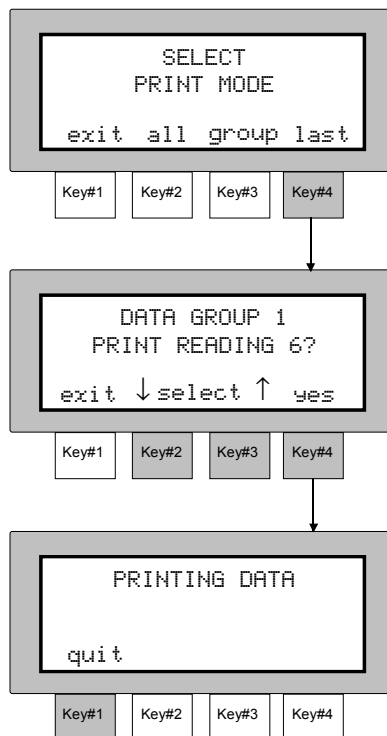 SELECT
PRINT MODE
exit all group last
Key#1 Key#2 Key#3 Key#4
DATA GROUP 1
PRINT READING 6?
exit ↓ select ↑ yes
Key#1 Key#2 Key#3 Key#4
PRINTING DATA
quit
Key#1 Key#2 Key#3 Key#4